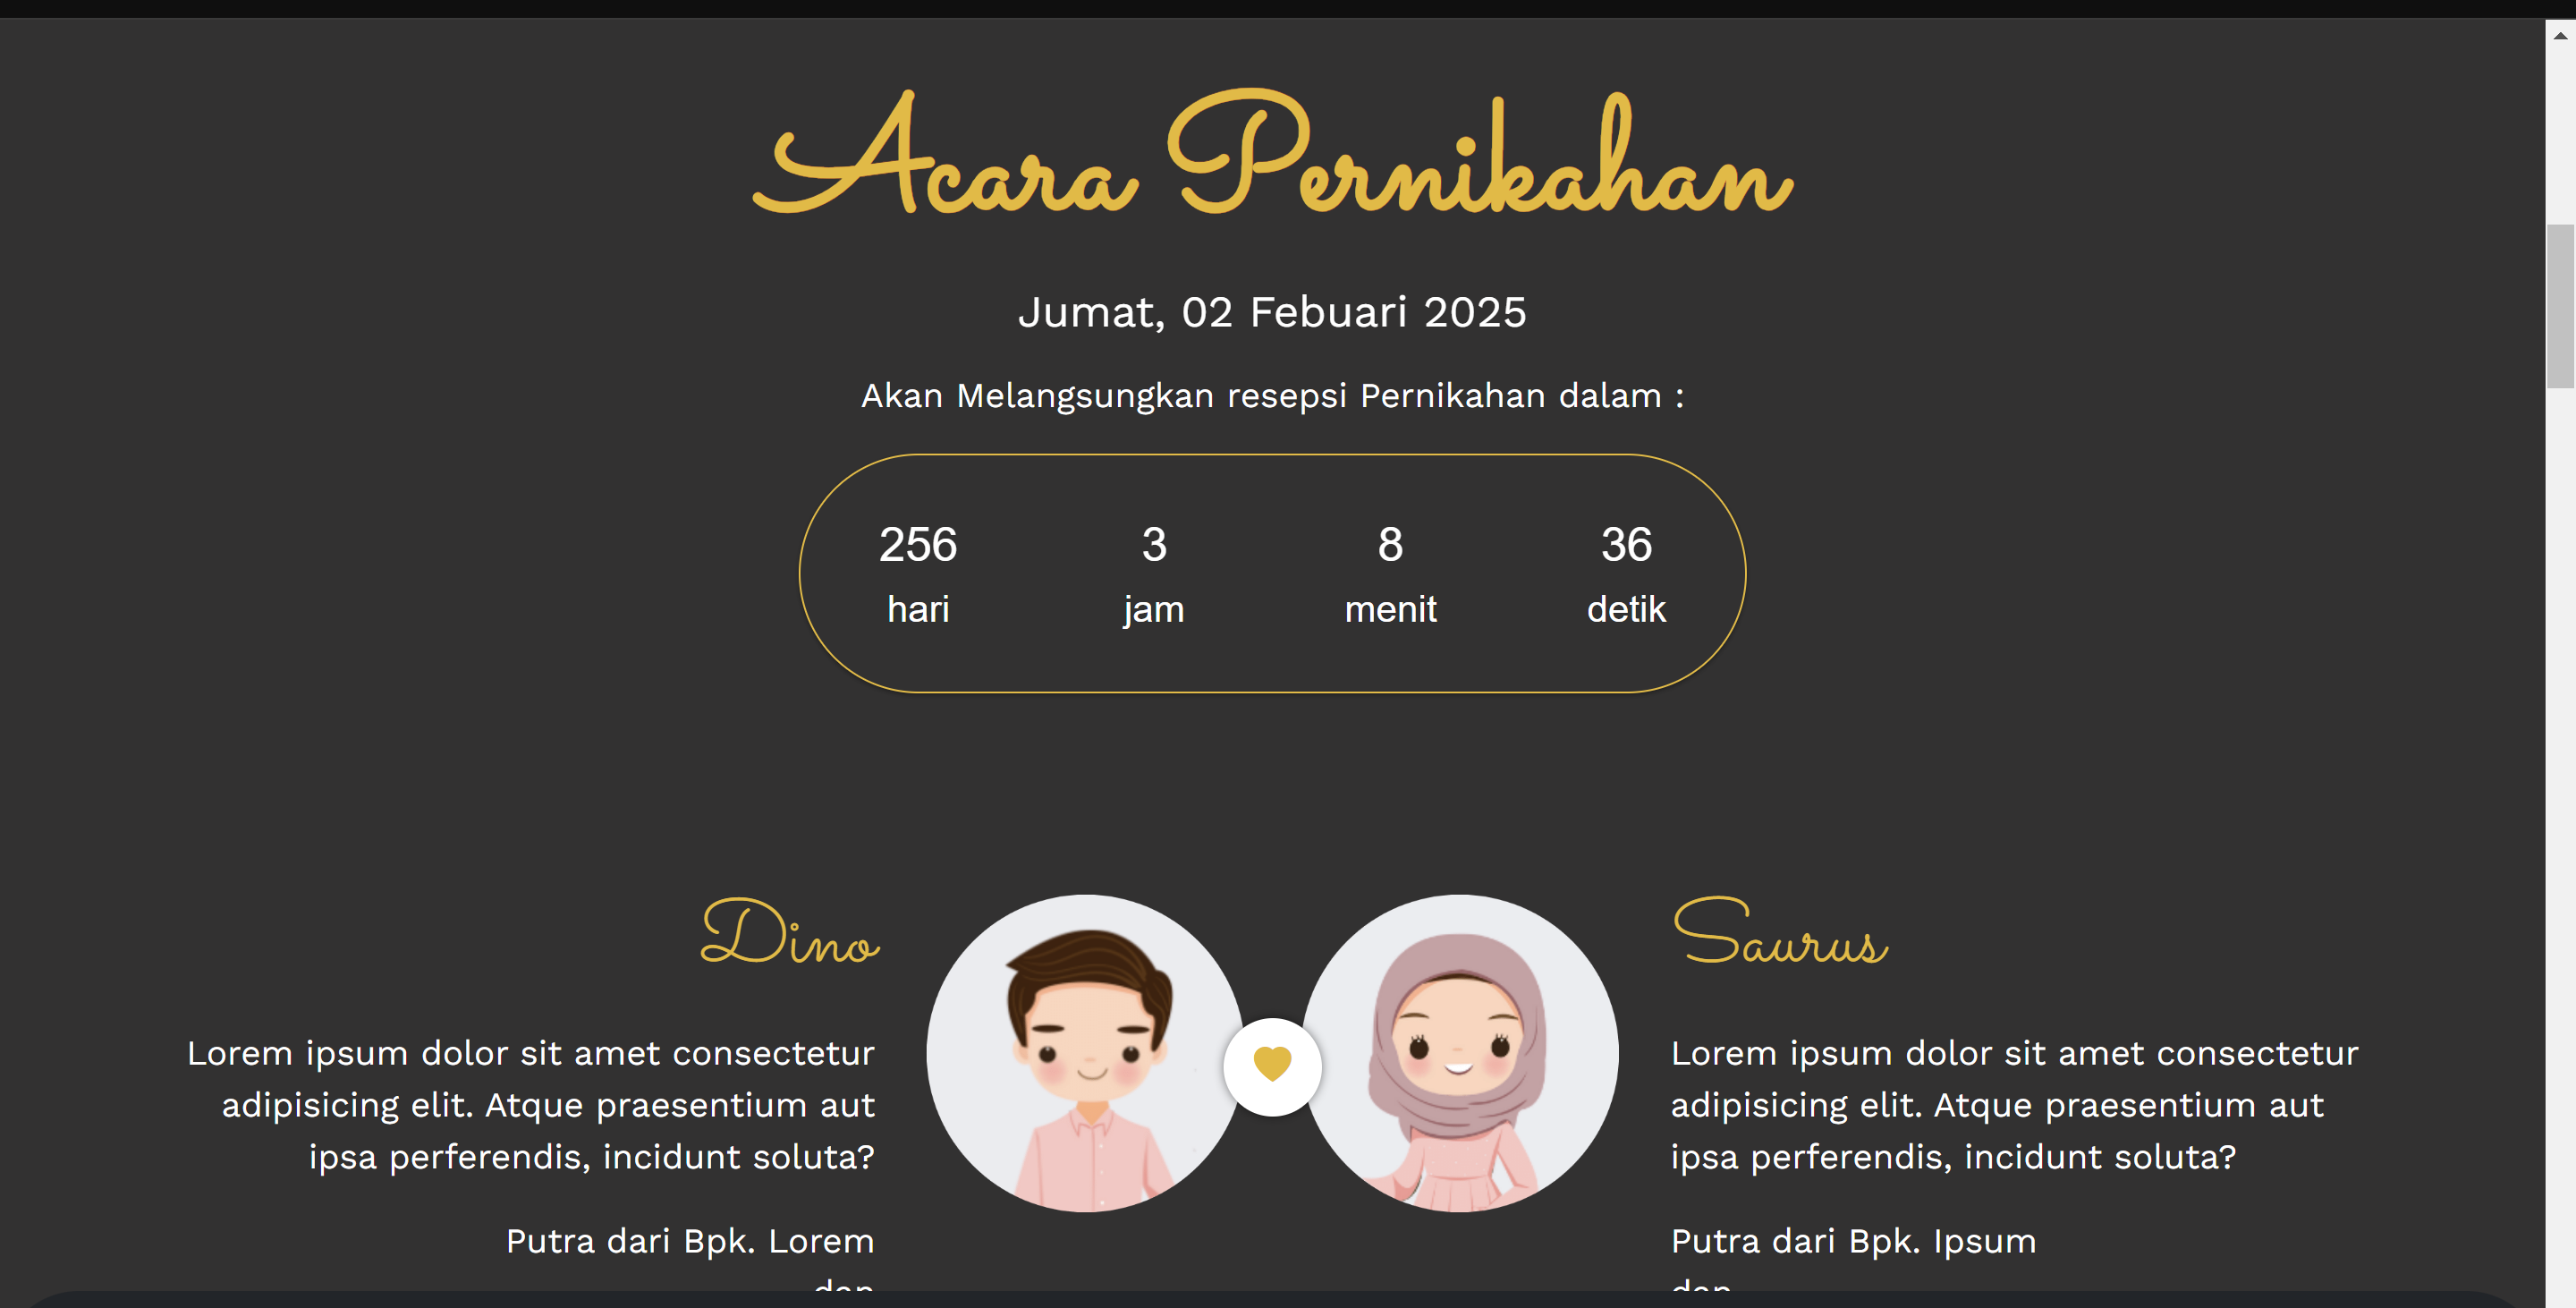 Acara Pernikahan
Jumat, 02 Febuari 2025
Akan Melangsungkan resepsi Pernikahan dalam :
256
hari
3
jam
8
menit
36
detik
Dino
Lorem ipsum dolor sit amet consectetur
adipisicing elit. Atque praesentium aut
ipsa perferendis, incidunt soluta?
Putra dari Bpk. Lorem
dan
Saurus
Lorem ipsum dolor sit amet consectetur
adipisicing elit. Atque praesentium aut
ipsa perferendis, incidunt soluta?
Putra dari Bpk. Ipsum
dan